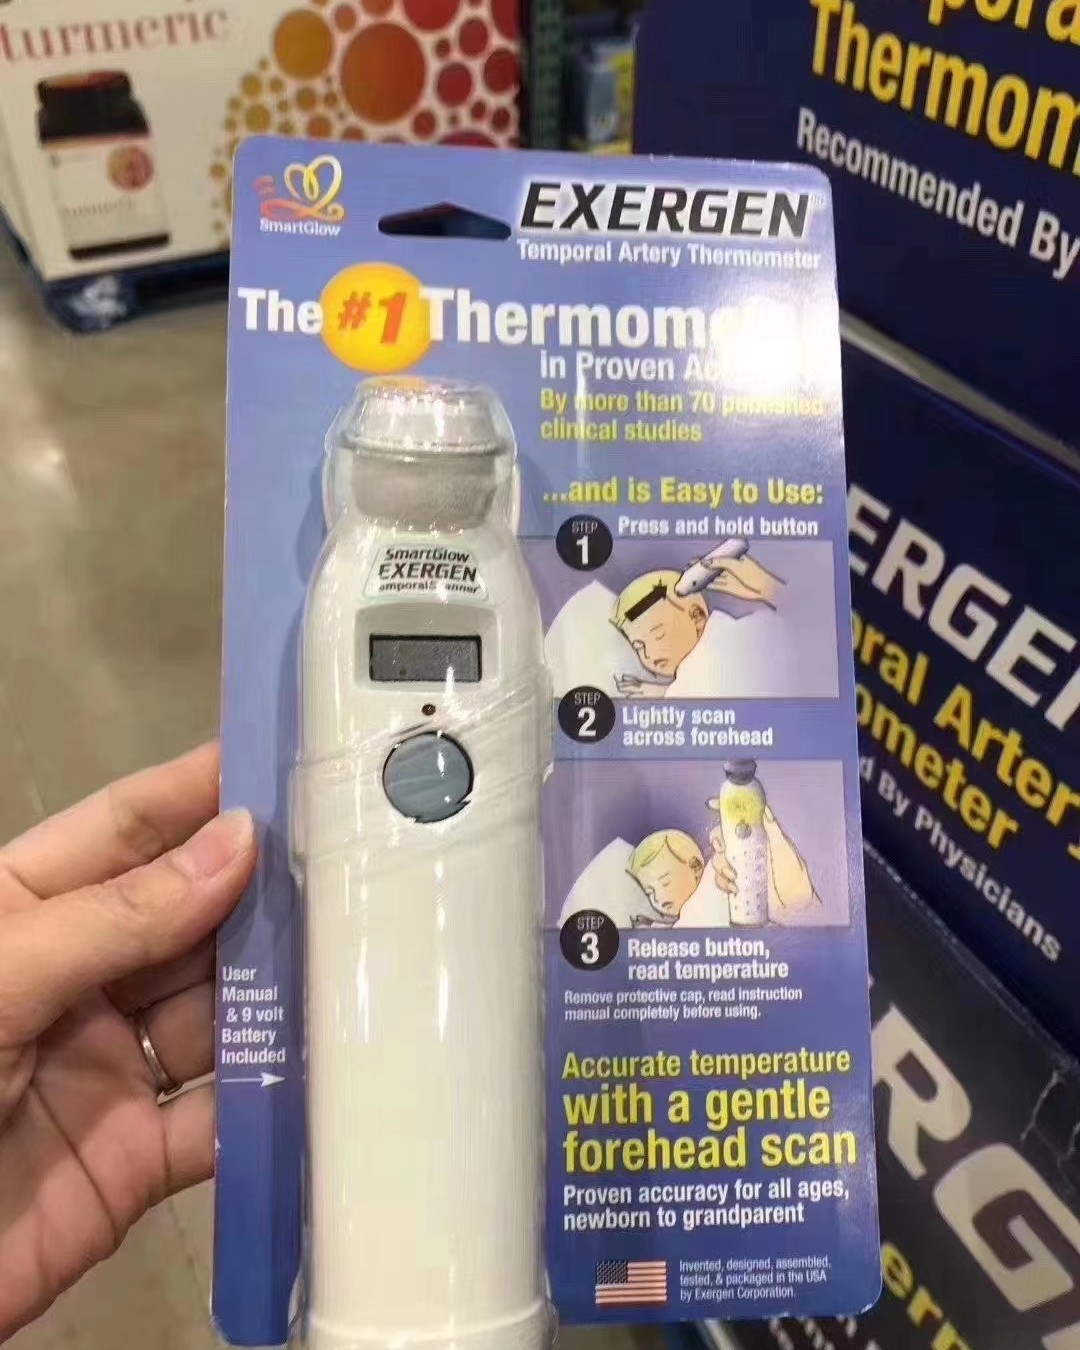 turmeric
Thermom
Recommended By
SmartGlow
EXERGEN
Temporal Artery Thermometer
The #1 Thermom
in Proven
By more than 70 published
clinical studies
...and is Easy to Use:
STEP
1
Press and hold button
STEP
2
Lightly scan
across forehead
STEP
3
Release button,
read temperature
Remove protective cap, read instruction
manual completely before using.
SmartGlow
EXERGEN
User
Manual
& 9 volt
Battery
Included
Accurate temperature
with a gentle
forehead scan
Proven accuracy for all ages,
newborn to grandparent
Invented, designed, assembled,
tested, & packaged in the USA
by Exergen Corporation.
ERGE
oral Arter
ometer
d By Physicians
RG